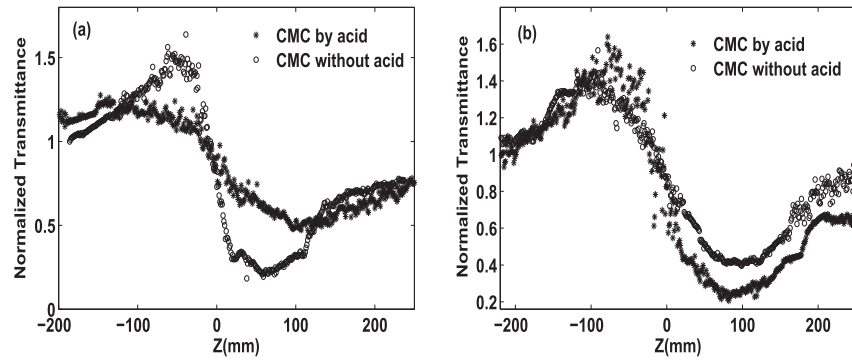 (a)
CMC by acid
CMC without acid
Normalized Transmittance
1.5
1
0.5
0
−200
−100
0
100
200
Z(mm)
(b)
CMC by acid
CMC without acid
Normalized Transmittance
1.6
1.4
1.2
1.0
0.8
0.6
0.4
0.2
−200
−100
0
100
200
Z(mm)